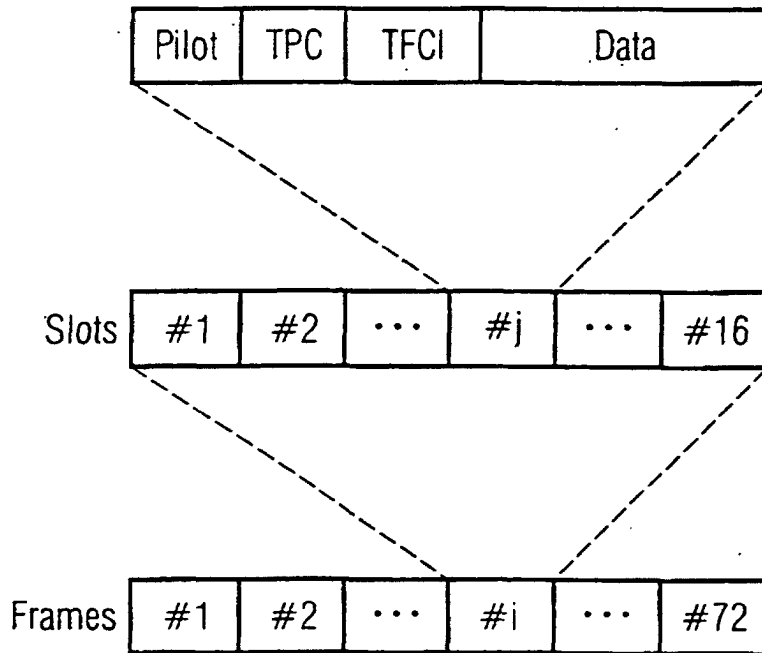 Pilot TPC TFCI Data
Slots #1 #2 ··· #j ··· #16
Frames #1 #2 ··· #i ··· #72